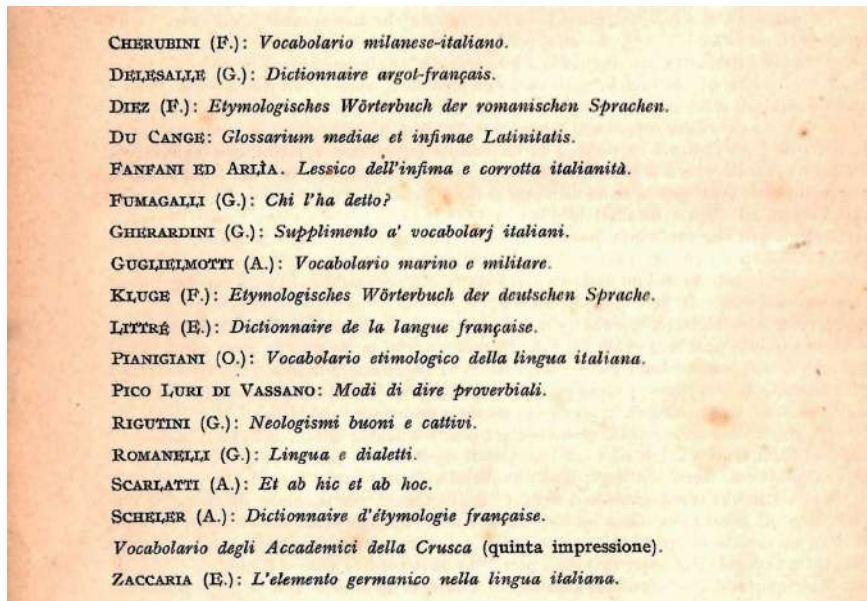 CHERUBINI (F.): Vocabolario milanese-italiano.
DELESALLE (G.): Dictionnaire argot-français.
DIEZ (F.): Etymologisches Wörterbuch der romanischen Sprachen.
DU CANGE: Glossarium mediae et infimae Latinitatis.
FANFANI ED ARLÌA. Lessico dell'infima e corrotta italianità.
FUMAGALLI (G.): Chi l'ha detto?
GHERARDINI (G.): Supplimento a' vocabolarj italiani.
GUGLIELMOTTI (A.): Vocabolario marino e militare.
KLUGE (F.): Etymologisches Wörterbuch der deutschen Sprache.
LITTRÉ (E.): Dictionnaire de la langue française.
PIANIGIANI (O.): Vocabolario etimologico della lingua italiana.
PICO LURI DI VASSANO: Modi di dire proverbiali.
RIGUTINI (G.): Neologismi buoni e cattivi.
ROMANELLI (G.): Lingua e dialetti.
SCARLATTI (A.): Et ab hic et ab hoc.
SCHELER (A.): Dictionnaire d'étymologie française.
Vocabolario degli Accademici della Crusca (quinta impressione).
ZACCARIA (E.): L'elemento germanico nella lingua italiana.